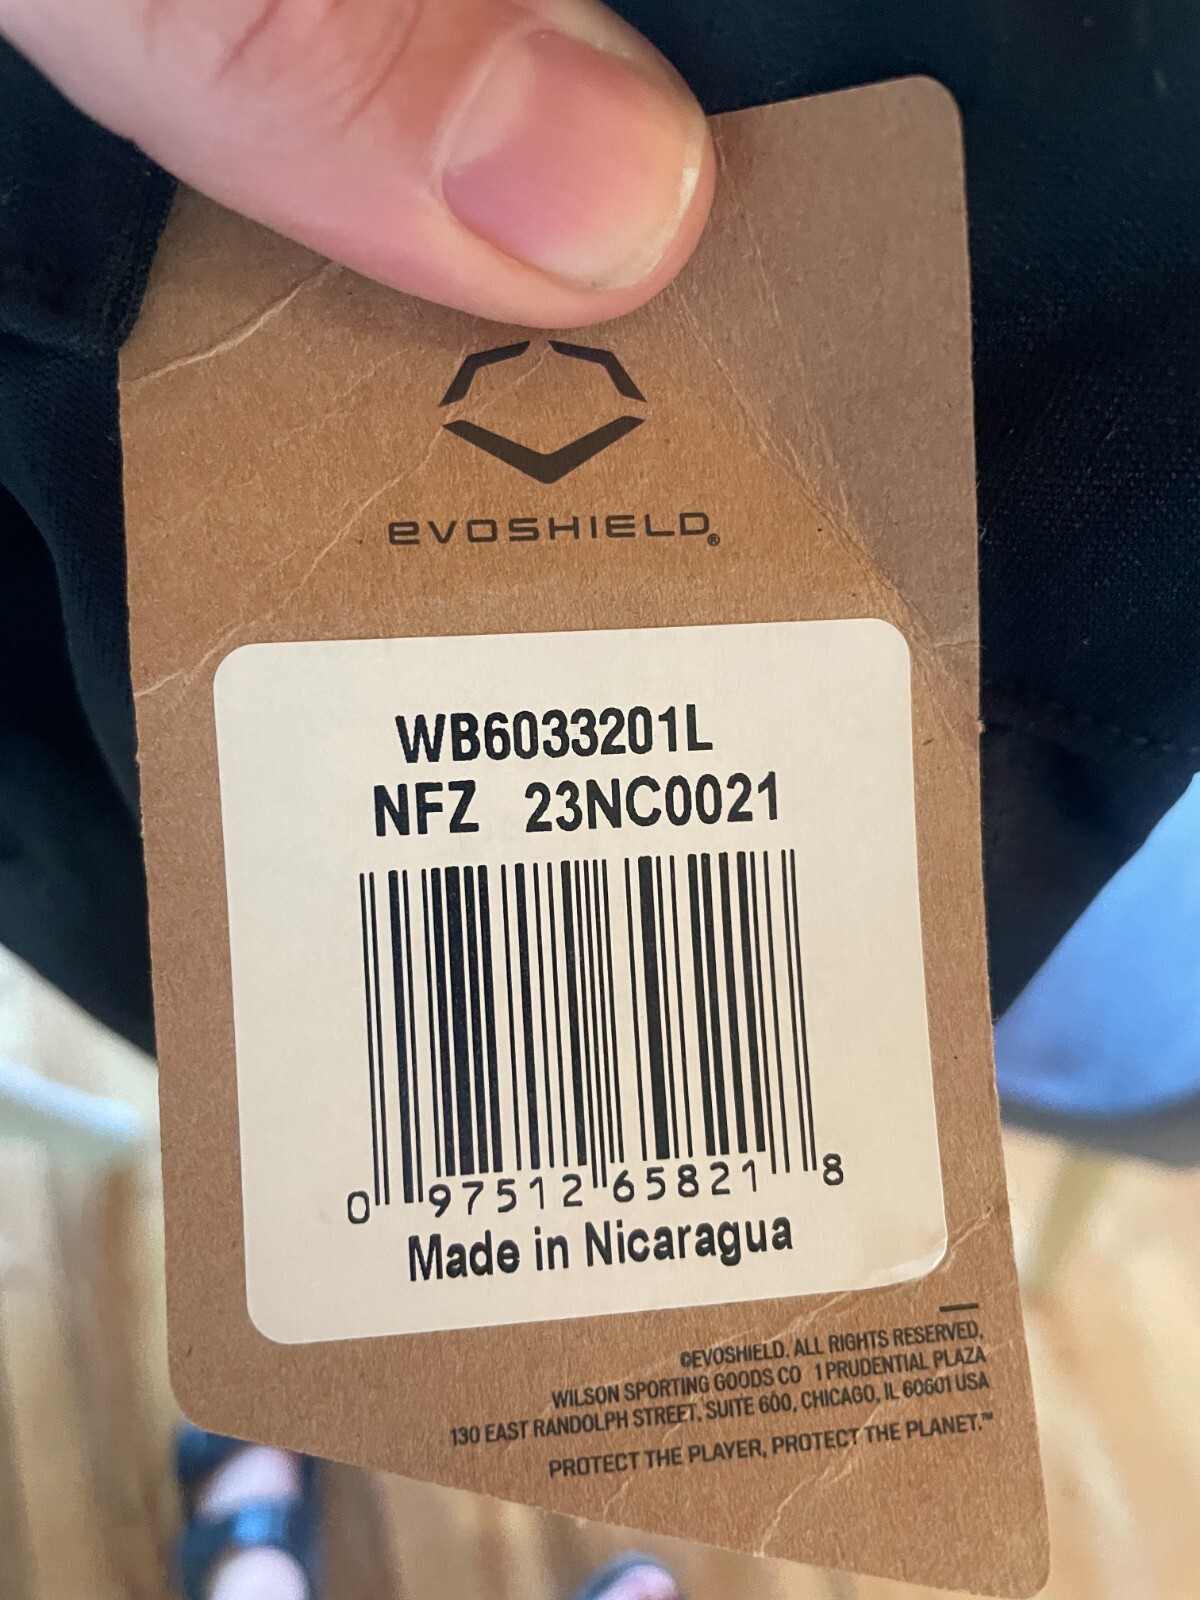 evoSHIELD®
WB6033201L
NFZ 23NC0021
0 97512 65821 8
Made in Nicaragua
©EVOSHIELD. ALL RIGHTS RESERVED.
WILSON SPORTING GOODS CO 1 PRUDENTIAL PLAZA
130 EAST RANDOLPH STREET, SUITE 600, CHICAGO, IL 60601 USA
PROTECT THE PLAYER, PROTECT THE PLANET.™